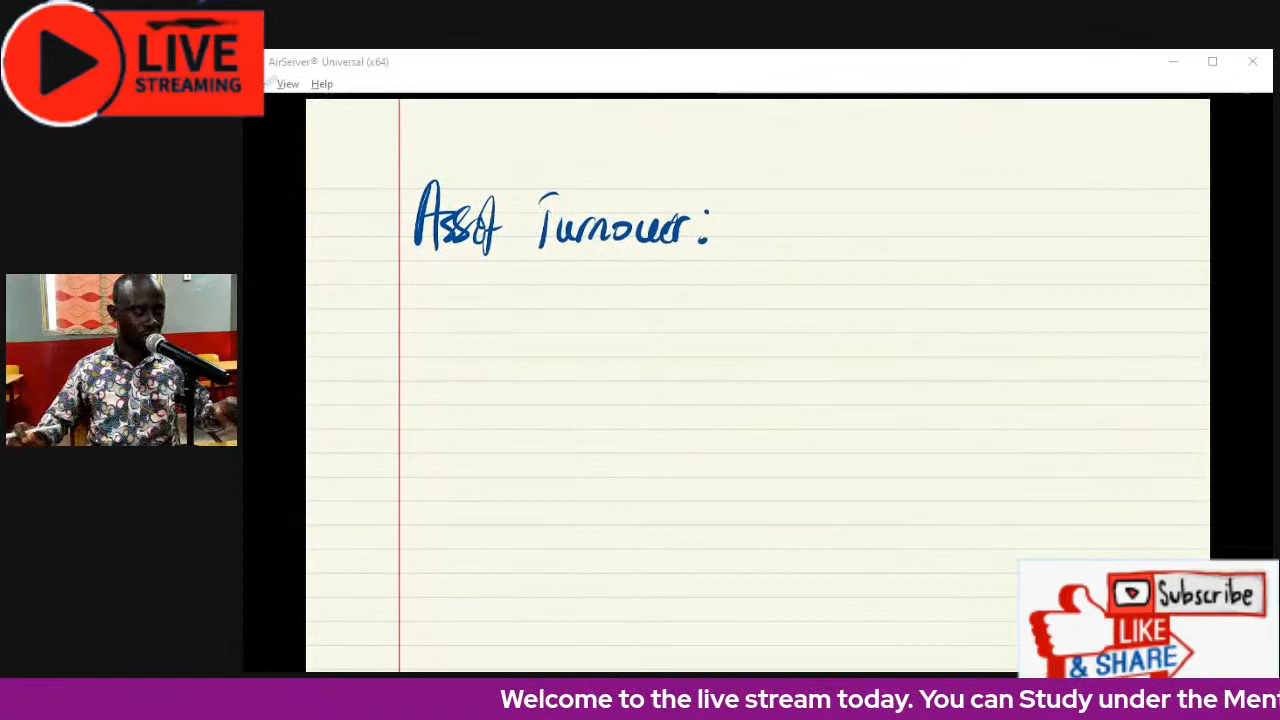 LIVE
STREAMING
AirServer® Universal (x64)
View Help
Asset Turnover:
Subscribe
LIKE
& SHARE
Welcome to the live stream today. You can Study under the Ment